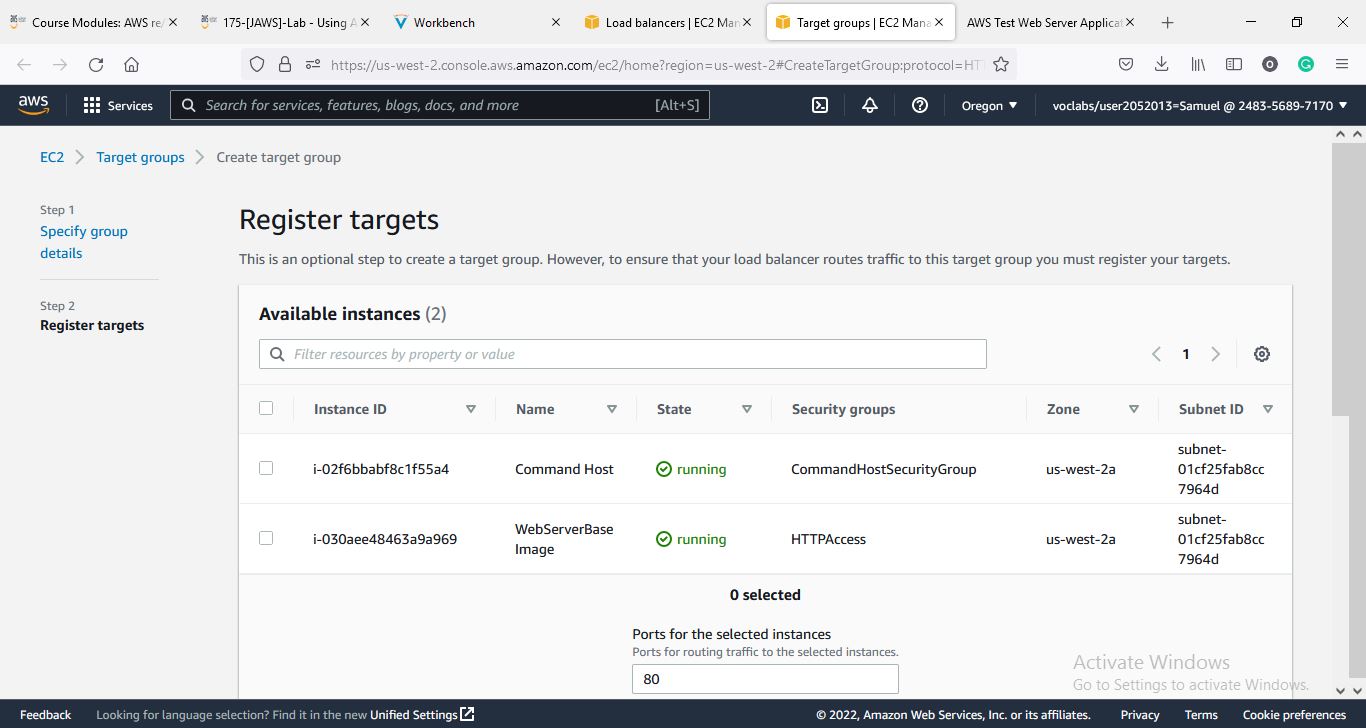 Course Modules: AWS re/
175-[JAWS]-Lab - Using A
Workbench
Load balancers | EC2 Man
Target groups | EC2 Mana
AWS Test Web Server Applicat
https://us-west-2.console.aws.amazon.com/ec2/home?region=us-west-2#CreateTargetGroup:protocol=HT
aws
Services
Search for services, features, blogs, docs, and more
[Alt+S]
Oregon
voclabs/user2052013=Samuel @ 2483-5689-7170
EC2
Target groups
Create target group
Step 1
Specify group
details
Step 2
Register targets
Register targets
This is an optional step to create a target group. However, to ensure that your load balancer routes traffic to this target group you must register your targets.
Available instances (2)
Filter resources by property or value
1
Instance ID
Name
State
Security groups
Zone
Subnet ID
i-02f6bbabf8c1f55a4
Command Host
running
CommandHostSecurityGroup
us-west-2a
subnet-
01cf25fab8cc
7964d
i-030aee48463a9a969
WebServerBase
Image
running
HTTPAccess
us-west-2a
subnet-
01cf25fab8cc
7964d
0 selected
Ports for the selected instances
Ports for routing traffic to the selected instances.
80
Activate Windows
Go to Settings to activate Windows.
Feedback
Looking for language selection? Find it in the new Unified Settings
© 2022, Amazon Web Services, Inc. or its affiliates.
Privacy
Terms
Cookie preferences